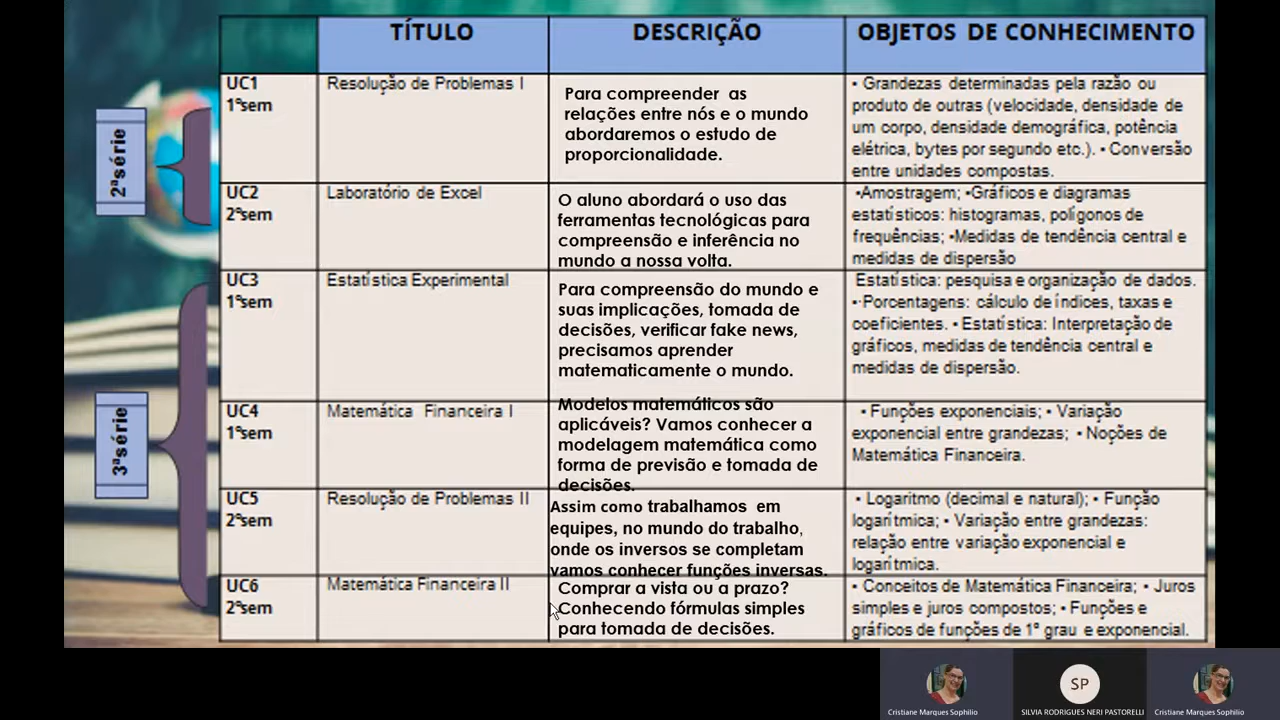 TÍTULO
DESCRIÇÃO
OBJETOS DE CONHECIMENTO
2ªsérie
UC1
1ºsem
Resolução de Problemas I
Para compreender as
relações entre nós e o mundo
abordaremos o estudo de
proporcionalidade.
▪ Grandezas determinadas pela razão ou
produto de outras (velocidade, densidade de
um corpo, densidade demográfica, potência
elétrica, bytes por segundo etc.). ▪ Conversão
entre unidades compostas.
UC2
2ºsem
Laboratório de Excel
O aluno abordará o uso das
ferramentas tecnológicas para
compreensão e inferência no
mundo a nossa volta.
▪Amostragem; ▪Gráficos e diagramas
estatísticos: histogramas, polígonos de
frequências; ▪Medidas de tendência central e
medidas de dispersão
3ªsérie
UC3
1ºsem
Estatística Experimental
Para compreensão do mundo e
suas implicações, tomada de
decisões, verificar fake news,
precisamos aprender
matematicamente o mundo.
Estatística: pesquisa e organização de dados.
▪·Porcentagens: cálculo de índices, taxas e
coeficientes. ▪ Estatística: Interpretação de
gráficos, medidas de tendência central e
medidas de dispersão.
UC4
1ºsem
Matemática Financeira I
Modelos matemáticos são
aplicáveis? Vamos conhecer a
modelagem matemática como
forma de previsão e tomada de
decisões.
▪ Funções exponenciais; ▪ Variação
exponencial entre grandezas; ▪ Noções de
Matemática Financeira.
UC5
2ºsem
Resolução de Problemas II
Assim como trabalhamos em
equipes, no mundo do trabalho,
onde os inversos se completam
vamos conhecer funções inversas.
▪ Logaritmo (decimal e natural); ▪ Função
logarítmica; ▪ Variação entre grandezas:
relação entre variação exponencial e
logarítmica.
UC6
2ºsem
Matemática Financeira II
Comprar a vista ou a prazo?
Conhecendo fórmulas simples
para tomada de decisões.
▪ Conceitos de Matemática Financeira; ▪ Juros
simples e juros compostos; ▪ Funções e
gráficos de funções de 1º grau e exponencial.
SP
Cristiane Marques Sophilio
SILVIA RODRIGUES NERI PASTORELLI
Cristiane Marques Sophilio